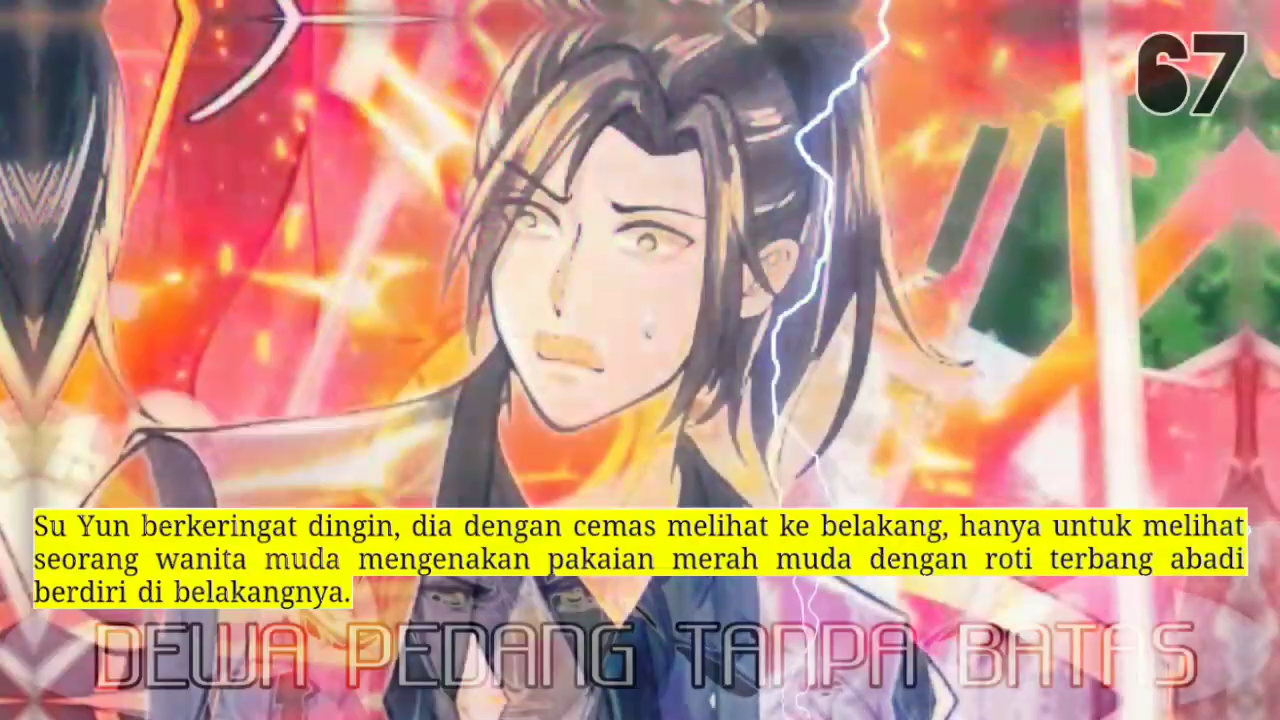 67
Su Yun berkeringat dingin, dia dengan cemas melihat ke belakang, hanya untuk melihat
seorang wanita muda mengenakan pakaian merah muda dengan roti terbang abadi
berdiri di belakangnya.
DEWA PEDANG TANPA BATAS